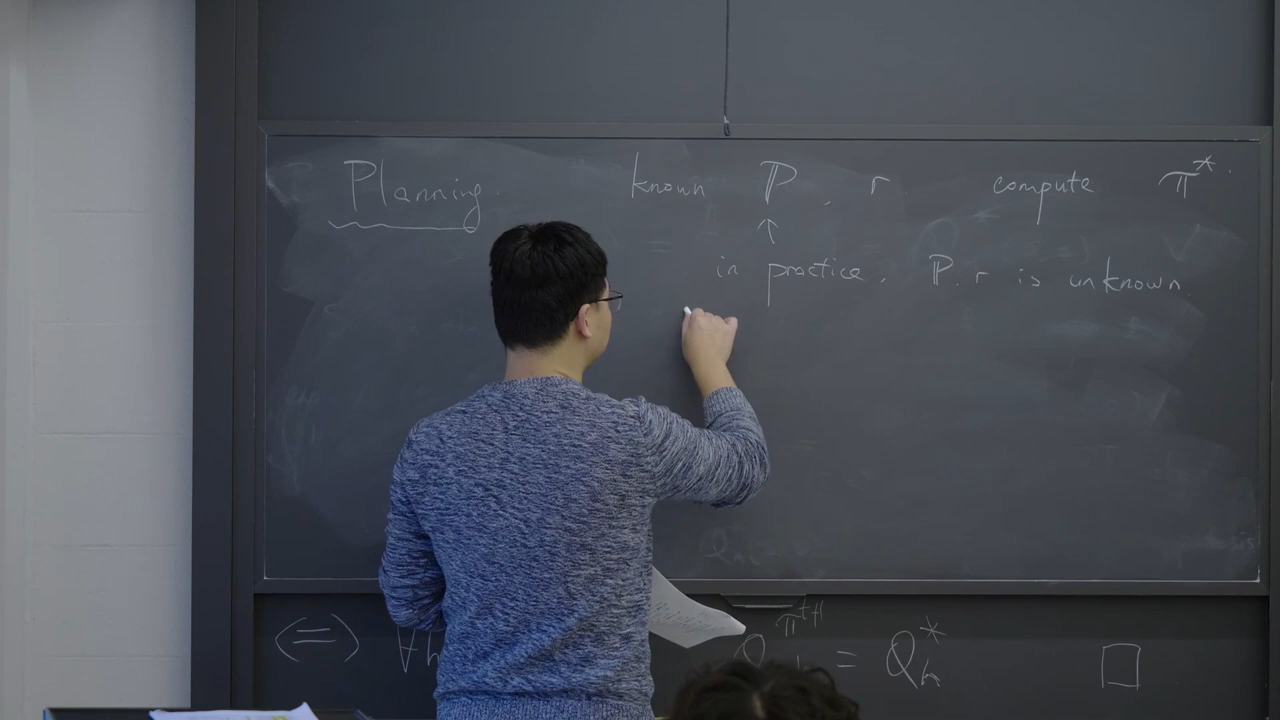 Planning. known ℙ, r compute π*.
↑
in practice, ℙ, r is unknown.
⟺ ∀h Q π^{t+1} h = Q*_h □